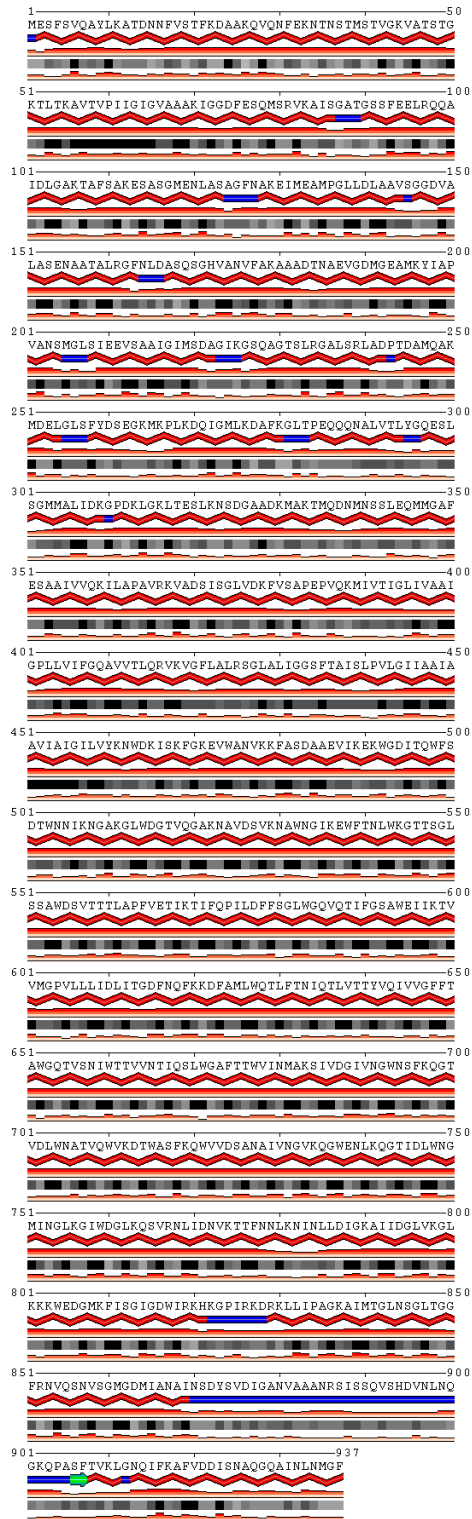 1 50
MESFSVQAYLKATDNNFVSTFKDAAKQVQNFEKNTNSTMSTVGKVATSTG
51 100
KTLTKAVTVPIIGIGVAAAKIGGDFESQMSRVKAISGATGSSFEELRQQA
101 150
IDLGAKTAFSAKESASGMENLASAGFNAKEIMEAMPGLLDLAAVSGGDVA
151 200
LASENAATALRGFNLDASQSGHVANVFAKAAADTNAEVGDMGEAMKYIAP
201 250
VANSMGLSIEEVSAAIGIMSDAGIKGSQAGTSLRGALSRLADPTDAMQAK
251 300
MDELGLSFYDSEGKMKPLKDQIGMLKDAFKGLTPEQQQNALVTLYGQESL
301 350
SGMMALIDKGPDKLGKLTESLKNSDGAADKMAKTMQDNMNSSLEQMMGAF
351 400
ESAAIVVQKILAPAVRKVADSISGLVDKFVSAPEPVQKMIVTIGLIVAAI
401 450
GPLLVIFGQAVVTLQRVKVGFLALRSGLALIGGSFTAISLPVLGIIAAIA
451 500
AVIAIGILVYKNWDKISKFGKEVWANVKKFASDAAEVIKEKWGDITQWFS
501 550
DTWNNIKNGAKGLWDGTVQGAKNAVDSVKNAWNGIKEWFTNLWKGTTSGL
551 600
SSAWDSVTTTLAPFVETIKTIFQPILDFFSGLWGQVQTIFGSAWEIIKTV
601 650
VMGPVLLLIDLITGDFNQFKKDFAMLWQTLFTNIQTLVTTYVQIVVGFFT
651 700
AWGQTVSNIWTTVVNTIQSLWGAFTTWVINMAKSIVDGIVNGWNSFKQGT
701 750
VDLWNATVQWVKDTWASFKQWVVDSANAIVNGVKQGWENLKQGTIDLWNG
751 800
MINGLKGIWDGLKQSVRNLIDNVKTTFNNLKNINLLDIGKAIIDGLVKGL
801 850
KKKWEDGMKFISGIGDWIRKHKGPIRKDRKLLIPAGKAIMTGLNSGLTGG
851 900
FRNVQSNVSGMGDMIANAINSDYSVDIGANVAAANRSISSQVSHDVNLNQ
901 937
GKQPASFTVKLGNQIFKAFVDDISNAQGQAINLNMGF